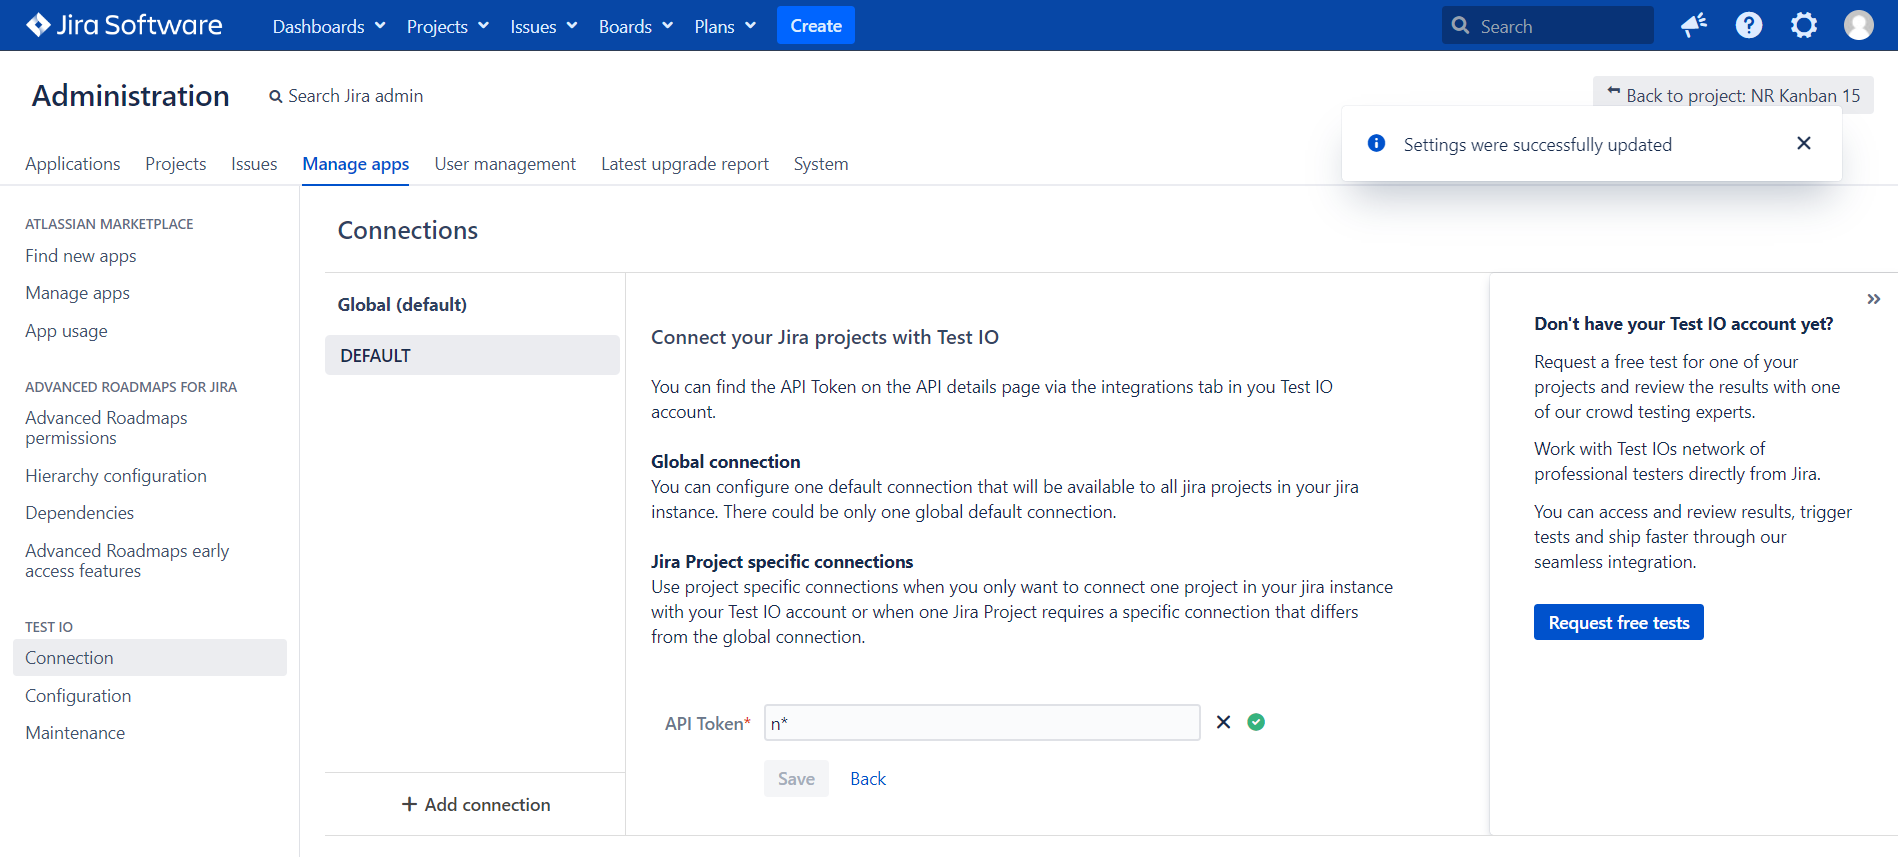 Jira Software
Dashboards
Projects
Issues
Boards
Plans
Create
Search
Administration
Search Jira admin
Back to project: NR Kanban 15
Settings were successfully updated
Applications
Projects
Issues
Manage apps
User management
Latest upgrade report
System
ATLASSIAN MARKETPLACE
Find new apps
Manage apps
App usage
ADVANCED ROADMAPS FOR JIRA
Advanced Roadmaps
permissions
Hierarchy configuration
Dependencies
Advanced Roadmaps early
access features
TEST IO
Connection
Configuration
Maintenance
Connections
Global (default)
DEFAULT
+ Add connection
Connect your Jira projects with Test IO
You can find the API Token on the API details page via the integrations tab in you Test IO
account.
Global connection
You can configure one default connection that will be available to all jira projects in your jira
instance. There could be only one global default connection.
Jira Project specific connections
Use project specific connections when you only want to connect one project in your jira instance
with your Test IO account or when one Jira Project requires a specific connection that differs
from the global connection.
API Token*
n*
Save
Back
Don't have your Test IO account yet?
Request a free test for one of your
projects and review the results with one
of our crowd testing experts.
Work with Test IOs network of
professional testers directly from Jira.
You can access and review results, trigger
tests and ship faster through our
seamless integration.
Request free tests